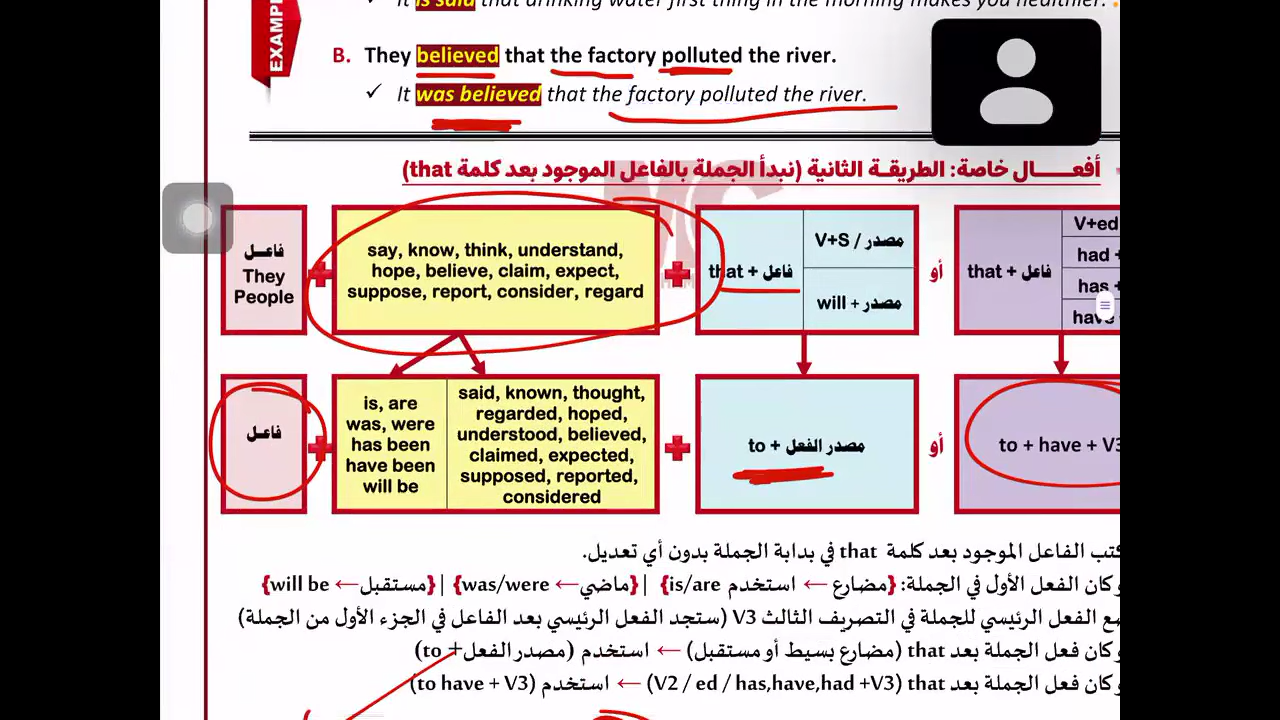 It is said that drinking water first thing in the morning makes you healthier.
EXAMP
B. They believed that the factory polluted the river.
✓ It was believed that the factory polluted the river.
أفعـــــال خاصة: الطريقـة الثانية (نبدأ الجملة بالفاعل الموجود بعد كلمة that)
فاعـل
They
People
+
say, know, think, understand,
hope, believe, claim, expect,
suppose, report, consider, regard
+
that + فاعل
V+S / مصدر
will + مصدر
أو
that + فاعل
V+ed
had +
has +
have
فاعـل
+
is, are
was, were
has been
have been
will be
said, known, thought,
regarded, hoped,
understood, believed,
claimed, expected,
supposed, reported,
considered
+
to + مصدر الفعل
أو
to + have + V3
كتب الفاعل الموجود بعد كلمة that في بداية الجملة بدون أي تعديل.
و كان الفعل الأول في الجملة: {مضارع ← استخدم is/are} | {ماضي← was/were} | {مستقبل← will be}
ضع الفعل الرئيسي للجملة في التصريف الثالث V3 (ستجد الفعل الرئيسي بعد الفاعل في الجزء الأول من الجملة)
و كان فعل الجملة بعد that (مضارع بسيط أو مستقبل) ← استخدم (مصدر الفعل+ to)
و كان فعل الجملة بعد that (V2 / ed / has,have,had +V3) ← استخدم (to have + V3)